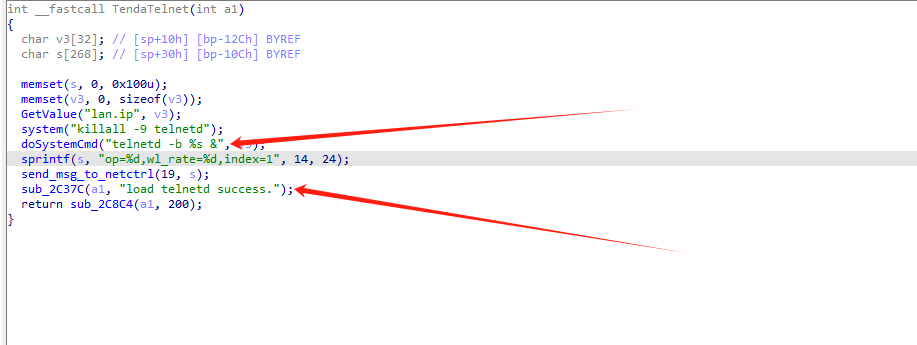 int __fastcall TendaTelnet(int a1)
{
char v3[32]; // [sp+10h] [bp-12Ch] BYREF
char s[268]; // [sp+30h] [bp-10Ch] BYREF
memset(s, 0, 0x100u);
memset(v3, 0, sizeof(v3));
GetValue("lan.ip", v3);
system("killall -9 telnetd");
doSystemCmd("telnetd -b %s &", v3);
sprintf(s, "op=%d,wl_rate=%d,index=1", 14, 24);
send_msg_to_netctrl(19, s);
sub_2C37C(a1, "load telnetd success.");
return sub_2C8C4(a1, 200);
}